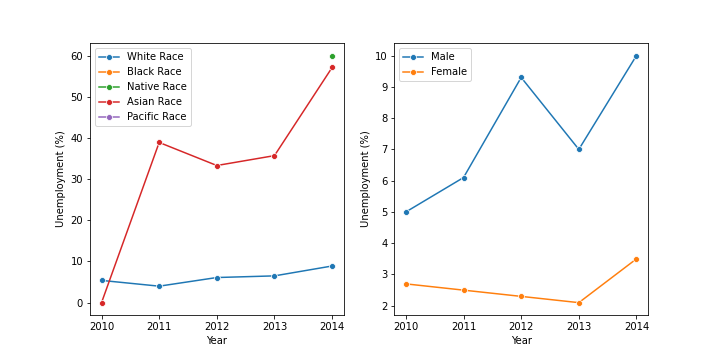 White Race
Black Race
Native Race
Asian Race
Pacific Race
60
50
40
30
20
10
0
Unemployment (%)
2010 2011 2012 2013 2014
Year
Male
Female
10
9
8
7
6
5
4
3
2
Unemployment (%)
2010 2011 2012 2013 2014
Year